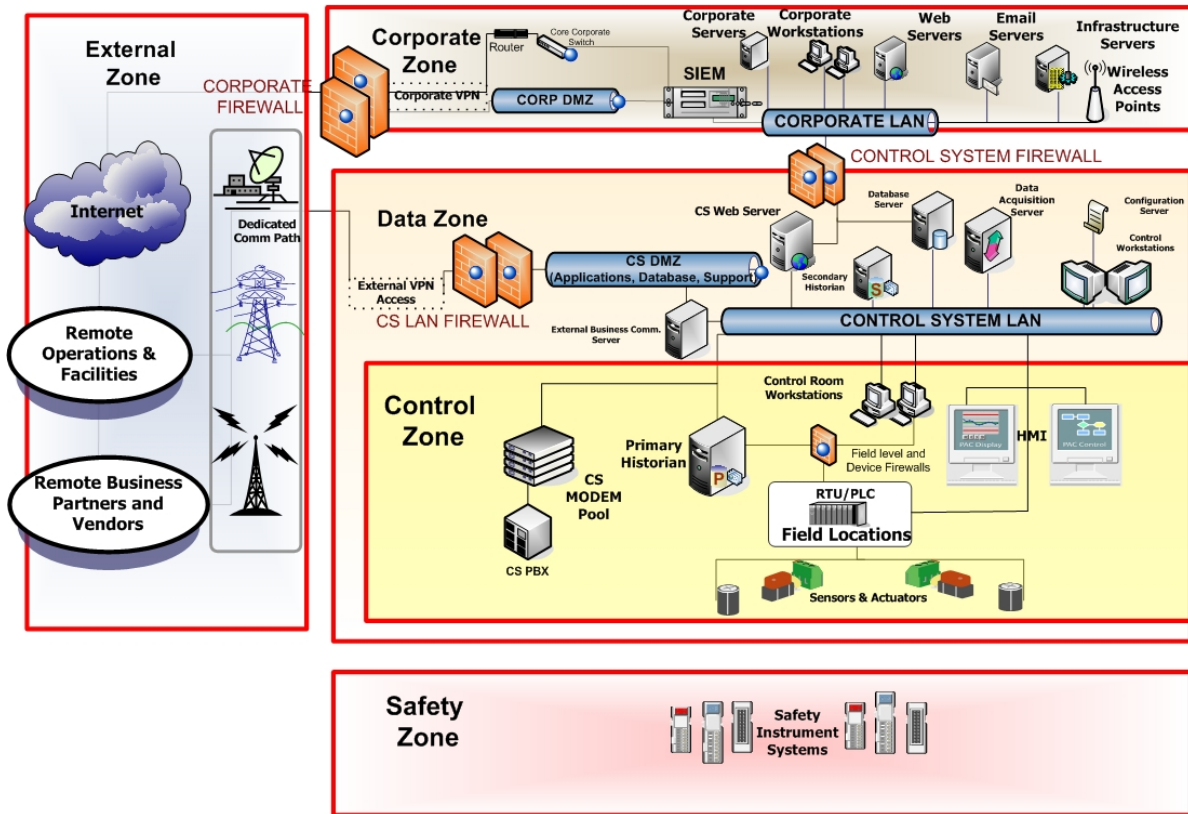 External
Zone
CORPORATE
FIREWALL
Internet
Dedicated
Comm Path
Remote
Operations &
Facilities
Remote Business
Partners and
Vendors
Corporate
Zone
Router
Core Corporate
Switch
Corporate VPN
CORP DMZ
SIEM
Corporate
Servers
Corporate
Workstations
Web
Servers
Email
Servers
Infrastructure
Servers
Wireless
Access
Points
CORPORATE LAN
CONTROL SYSTEM FIREWALL
Data Zone
External VPN
Access
CS LAN FIREWALL
CS DMZ
(Applications, Database, Support)
CS Web Server
Database
Server
Data
Acquisition
Server
Configuration
Server
Control
Workstations
Secondary
Historian
S
External Business Comm.
Server
CONTROL SYSTEM LAN
Control
Zone
CS
MODEM
Pool
CS PBX
Primary
Historian
P
Control Room
Workstations
Field level and
Device Firewalls
PAC Display
HMI
PAC Control
RTU/PLC
Field Locations
Sensors & Actuators
Safety
Zone
Safety
Instrument
Systems